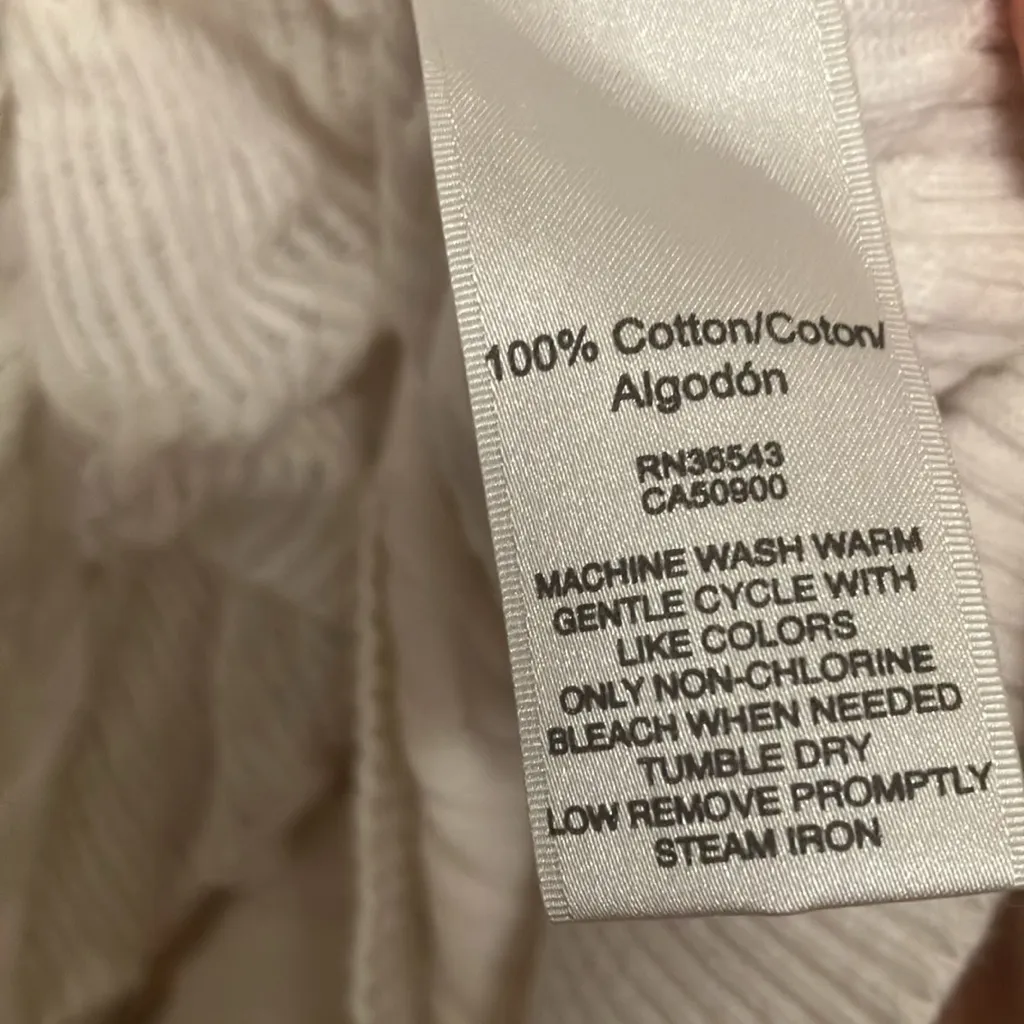 100% Cotton/Coton/
Algodón
RN36543
CA50900
MACHINE WASH WARM
GENTLE CYCLE WITH
LIKE COLORS
ONLY NON-CHLORINE
BLEACH WHEN NEEDED
TUMBLE DRY
LOW REMOVE PROMPTLY
STEAM IRON